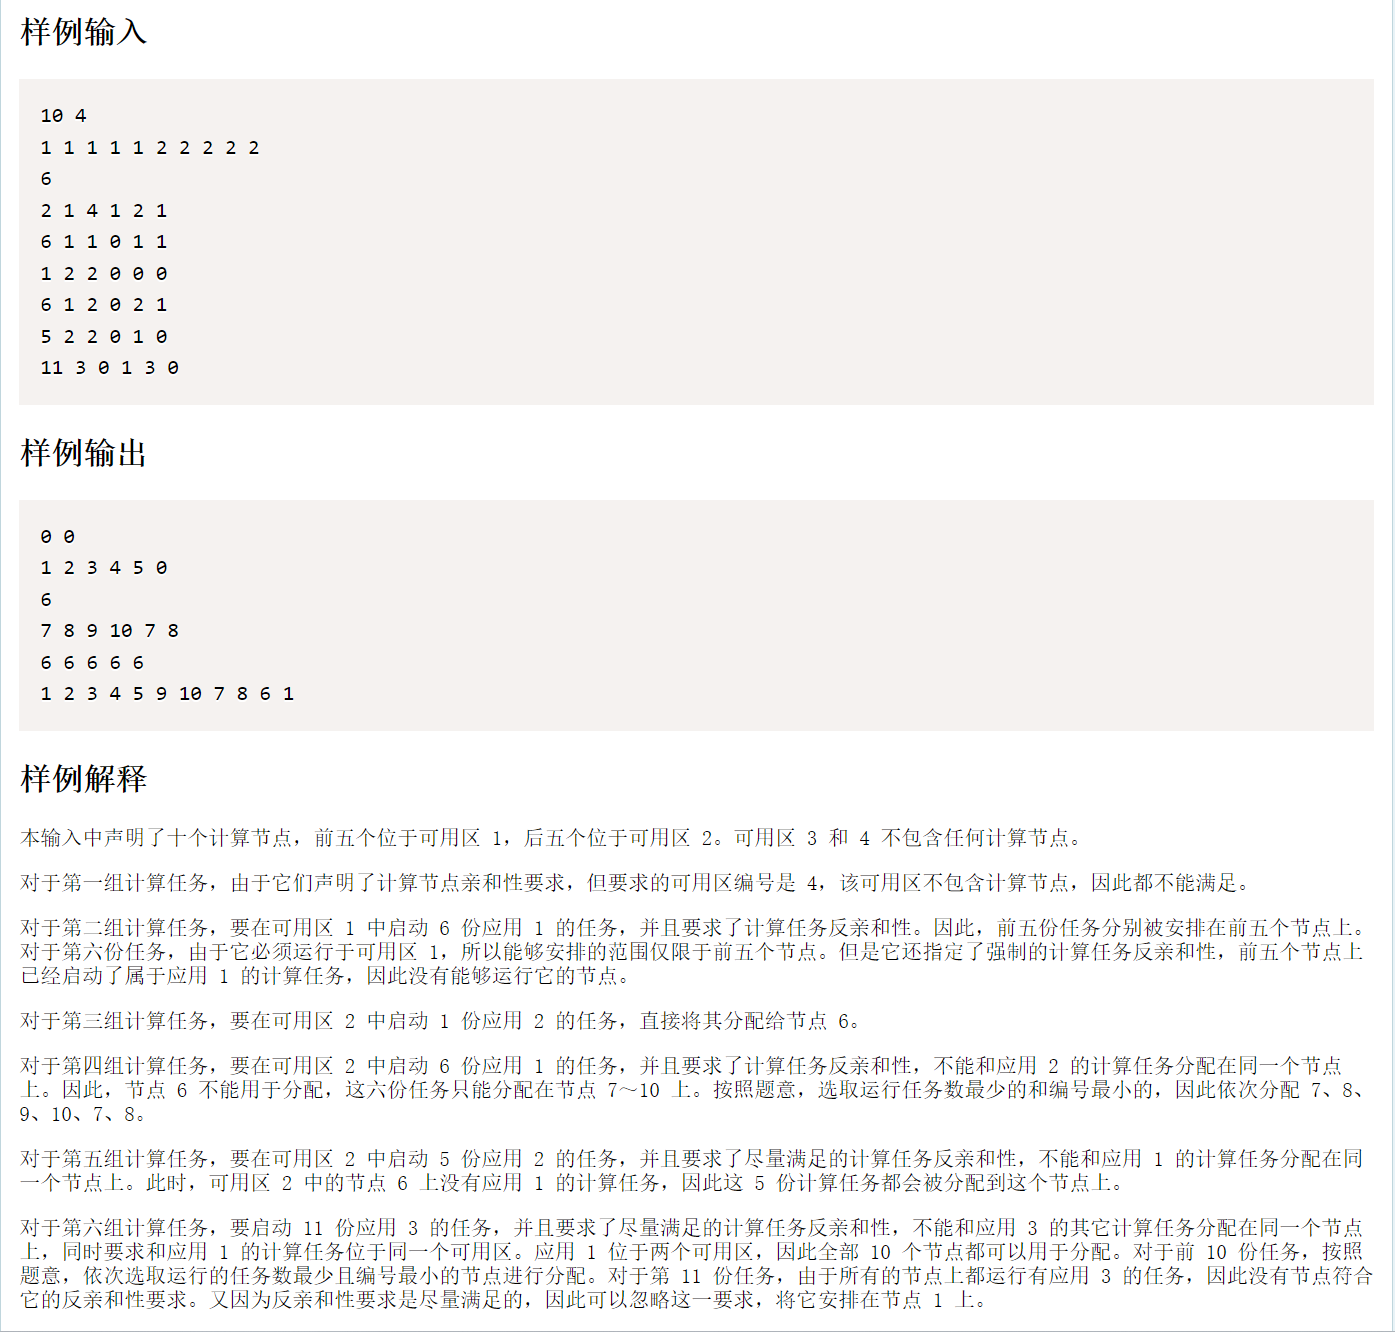 样例输入
10 4
1 1 1 1 1 2 2 2 2 2
6
2 1 4 1 2 1
6 1 1 0 1 1
1 2 2 0 0 0
6 1 2 0 2 1
5 2 2 0 1 0
11 3 0 1 3 0
样例输出
0 0
1 2 3 4 5 0
6
7 8 9 10 7 8
6 6 6 6 6
1 2 3 4 5 9 10 7 8 6 1
样例解释
本输入中声明了十个计算节点，前五个位于可用区 1，后五个位于可用区 2。可用区 3 和 4 不包含任何计算节点。
对于第一组计算任务，由于它们声明了计算节点亲和性要求，但要求的可用区编号是 4，该可用区不包含计算节点，因此都不能满足。
对于第二组计算任务，要在可用区 1 中启动 6 份应用 1 的任务，并且要求了计算任务反亲和性。因此，前五份任务分别被安排在前五个节点上。
对于第六份任务，由于它必须运行于可用区 1，所以能够安排的范围仅限于前五个节点。但是它还指定了强制的计算任务反亲和性，前五个节点上
已经启动了属于应用 1 的计算任务，因此没有能够运行它的节点。
对于第三组计算任务，要在可用区 2 中启动 1 份应用 2 的任务，直接将其分配给节点 6。
对于第四组计算任务，要在可用区 2 中启动 6 份应用 1 的任务，并且要求了计算任务反亲和性，不能和应用 2 的计算任务分配在同一个节点
上。因此，节点 6 不能用于分配，这六份任务只能分配在节点 7～10 上。按照题意，选取运行任务数最少的和编号最小的，因此依次分配 7、8、
9、10、7、8。
对于第五组计算任务，要在可用区 2 中启动 5 份应用 2 的任务，并且要求了尽量满足的计算任务反亲和性，不能和应用 1 的计算任务分配在同
一个节点上。此时，可用区 2 中的节点 6 上没有应用 1 的计算任务，因此这 5 份计算任务都会被分配到这个节点上。
对于第六组计算任务，要启动 11 份应用 3 的任务，并且要求了尽量满足的计算任务反亲和性，不能和应用 3 的其它计算任务分配在同一个节点
上，同时要求和应用 1 的计算任务位于同一个可用区。应用 1 位于两个可用区，因此全部 10 个节点都可以用于分配。对于前 10 份任务，按照
题意，依次选取运行的任务数最少且编号最小的节点进行分配。对于第 11 份任务，由于所有的节点上都运行有应用 3 的任务，因此没有节点符合
它的反亲和性要求。又因为反亲和性要求是尽量满足的，因此可以忽略这一要求，将它安排在节点 1 上。